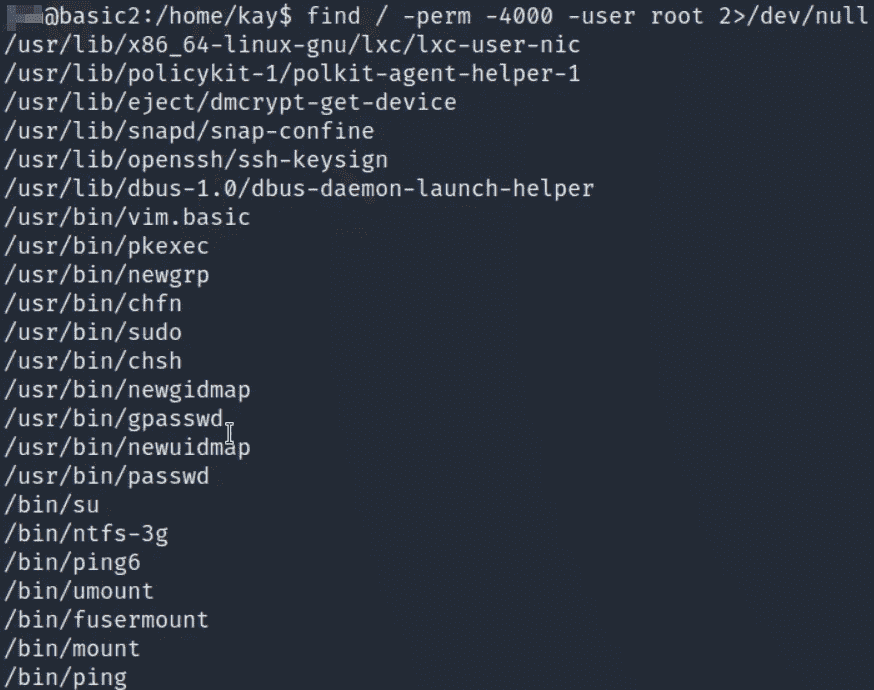 @basic2:/home/kay$ find / -perm -4000 -user root 2>/dev/null
/usr/lib/x86_64-linux-gnu/lxc/lxc-user-nic
/usr/lib/policykit-1/polkit-agent-helper-1
/usr/lib/eject/dmcrypt-get-device
/usr/lib/snapd/snap-confine
/usr/lib/openssh/ssh-keysign
/usr/lib/dbus-1.0/dbus-daemon-launch-helper
/usr/bin/vim.basic
/usr/bin/pkexec
/usr/bin/newgrp
/usr/bin/chfn
/usr/bin/sudo
/usr/bin/chsh
/usr/bin/newgidmap
/usr/bin/gpasswd
/usr/bin/newuidmap
/usr/bin/passwd
/bin/su
/bin/ntfs-3g
/bin/ping6
/bin/umount
/bin/fusermount
/bin/mount
/bin/ping